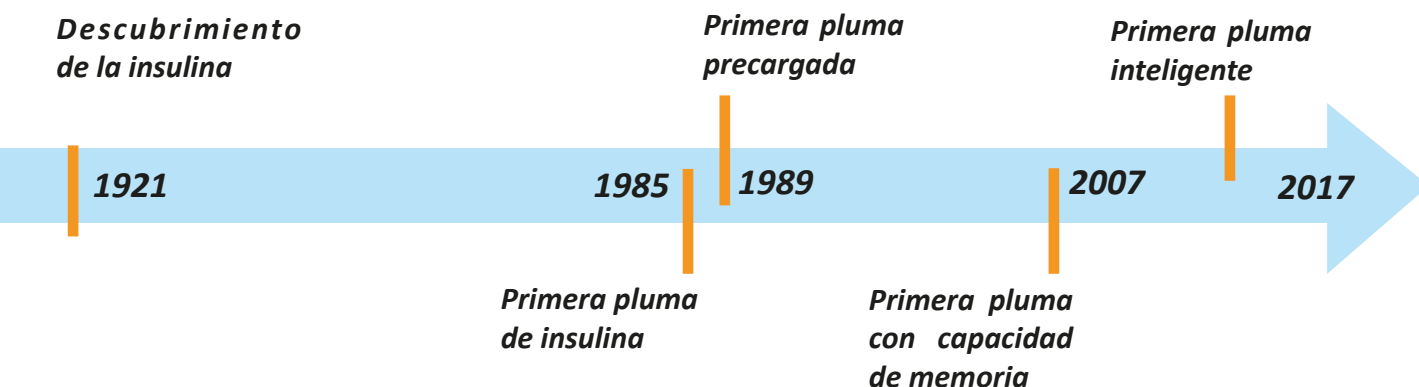 Descubrimiento
de la insulina
Primera pluma
precargada
Primera pluma
inteligente
1921
1985
1989
2007
2017
Primera pluma
de insulina
Primera pluma
con capacidad
de memoria